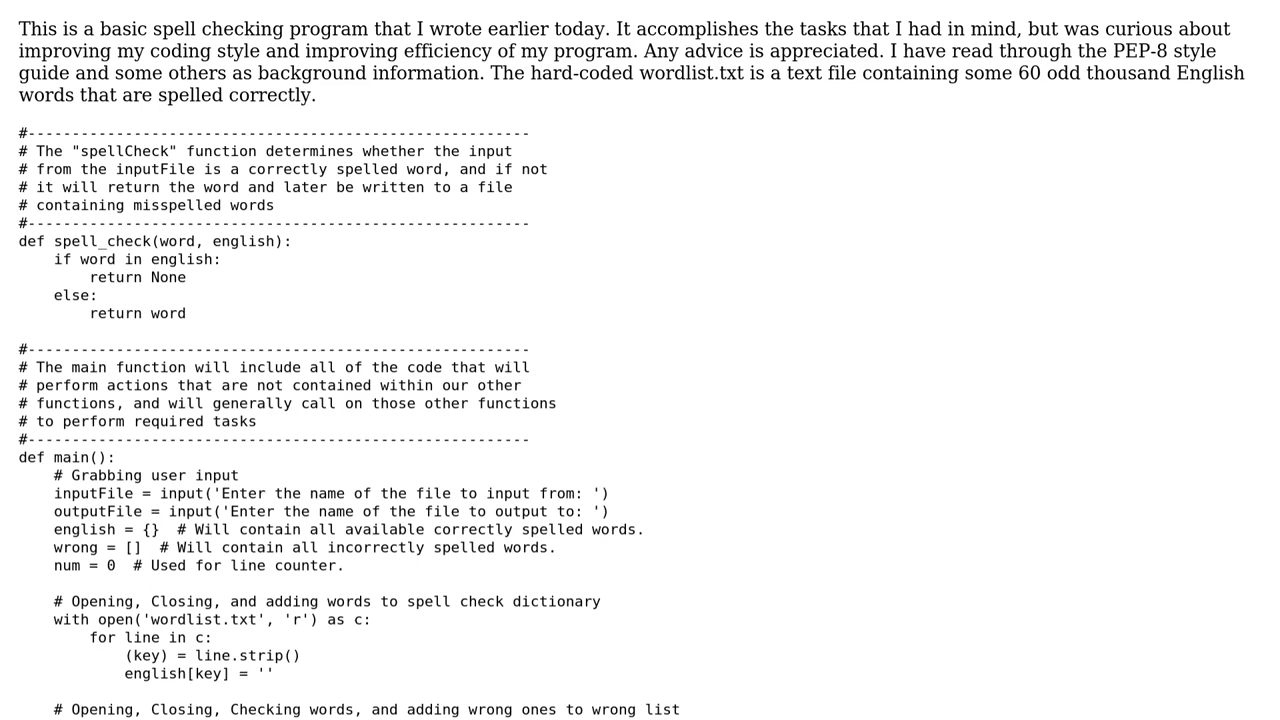 This is a basic spell checking program that I wrote earlier today. It accomplishes the tasks that I had in mind, but was curious about
improving my coding style and improving efficiency of my program. Any advice is appreciated. I have read through the PEP-8 style
guide and some others as background information. The hard-coded wordlist.txt is a text file containing some 60 odd thousand English
words that are spelled correctly.
#---------------------------------------------------------
# The "spellCheck" function determines whether the input
# from the inputFile is a correctly spelled word, and if not
# it will return the word and later be written to a file
# containing misspelled words
#---------------------------------------------------------
def spell_check(word, english):
    if word in english:
        return None
    else:
        return word
#---------------------------------------------------------
# The main function will include all of the code that will
# perform actions that are not contained within our other
# functions, and will generally call on those other functions
# to perform required tasks
#---------------------------------------------------------
def main():
    # Grabbing user input
    inputFile = input('Enter the name of the file to input from: ')
    outputFile = input('Enter the name of the file to output to: ')
    english = {}  # Will contain all available correctly spelled words.
    wrong = []  # Will contain all incorrectly spelled words.
    num = 0  # Used for line counter.
    # Opening, Closing, and adding words to spell check dictionary
    with open('wordlist.txt', 'r') as c:
        for line in c:
            (key) = line.strip()
            english[key] = ''
    # Opening, Closing, Checking words, and adding wrong ones to wrong list